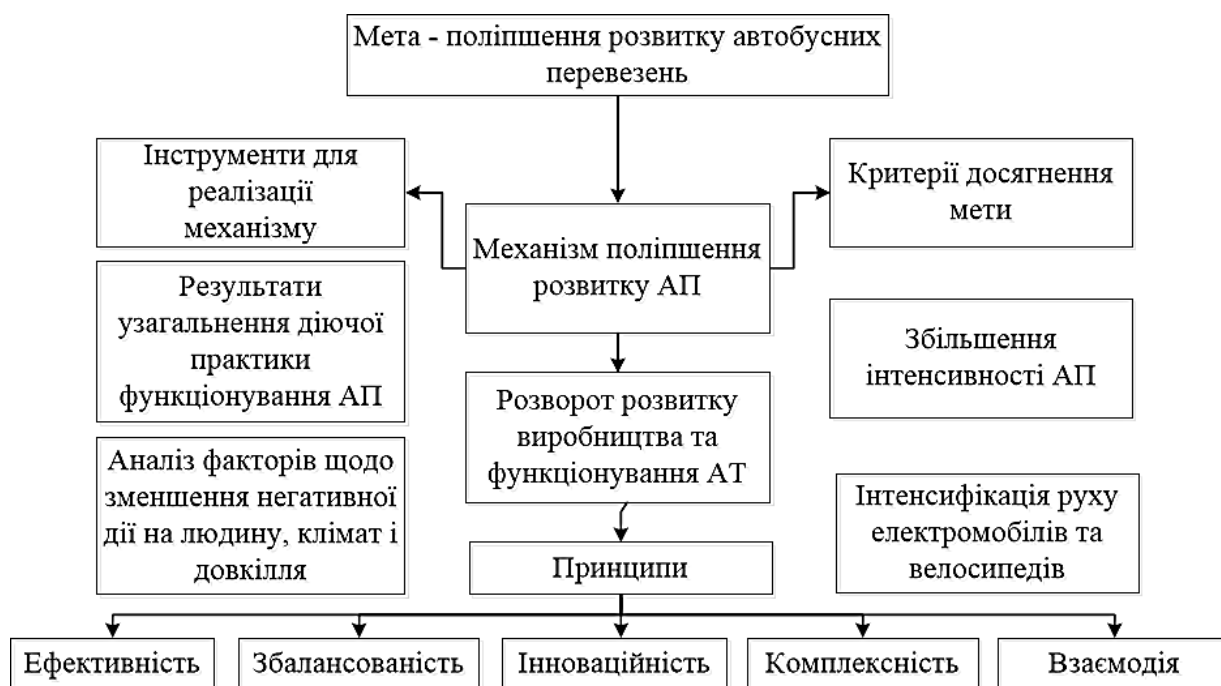 Мета - поліпшення розвитку автобусних
перевезень
Інструменти для
реалізації
механізму
Критерії досягнення
мети
Механізм поліпшення
розвитку АП
Результати
узагальнення діючої
практики
функціонування АП
Збільшення
інтенсивності АП
Розворот розвитку
виробництва та
функціонування АТ
Аналіз факторів щодо
зменшення негативної
дії на людину, клімат і
довкілля
Інтенсифікація руху
електромобілів та
велосипедів
Принципи
Ефективність
Збалансованість
Інноваційність
Комплексність
Взаємодія